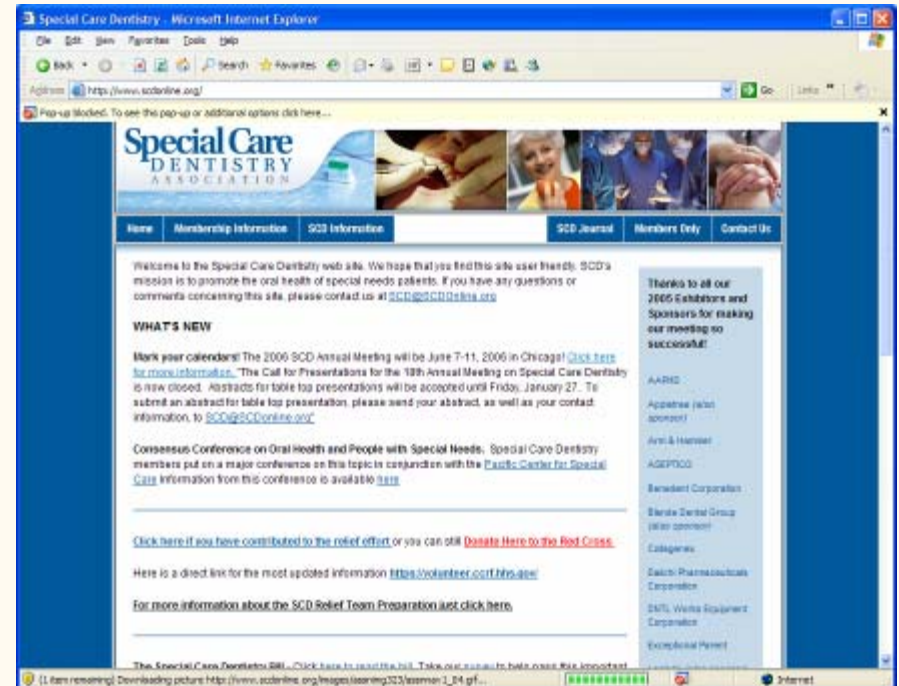 Special Care Dentistry - Microsoft Internet Explorer
File Edit View Favorites Tools Help
Back Search Favorites
Address http://www.scdonline.org/ Go Links
Pop-up blocked. To see this pop-up or additional options click here...
Special Care
DENTISTRY
ASSOCIATION
Home Membership Information SCD Information SCD Journal Members Only Contact Us
Welcome to the Special Care Dentistry web site. We hope that you find this site user friendly. SCD's
mission is to promote the oral health of special needs patients. If you have any questions or
comments concerning this site, please contact us at SCD@SCDOnline.org
WHAT'S NEW
Mark your calendars! The 2006 SCD Annual Meeting will be June 7-11, 2006 in Chicago! Click here
for more information. "The Call for Presentations for the 18th Annual Meeting on Special Care Dentistry
is now closed. Abstracts for table top presentations will be accepted until Friday, January 27. To
submit an abstract for table top presentation, please send your abstract, as well as your contact
information, to SCD@SCDonline.org"
Consensus Conference on Oral Health and People with Special Needs. Special Care Dentistry
members put on a major conference on this topic in conjunction with the Pacific Center for Special
Care Information from this conference is available here
Click here if you have contributed to the relief effort or you can still Donate Here to the Red Cross.
Here is a direct link for the most updated information https://volunteer.ccrf.hhs.gov/
For more information about the SCD Relief Team Preparation just click here.
The Special Care Dentistry Bill - Click here to read the bill. Take our survey to help pass this important
Thanks to all our
2005 Exhibitors and
Sponsors for making
our meeting so
successful!
Appletree (also
sponsor)
Arm & Hammer
ASEPTICO
Benedent Corporation
Blende Dental Group
(also sponsor)
Collagenex
Daiichi Pharmaceuticals
Corporation
DNTL Works Equipment
Corporation
Exceptional Parent
(1 item remaining) Downloading picture http://www.scdonline.org/images/ Internet